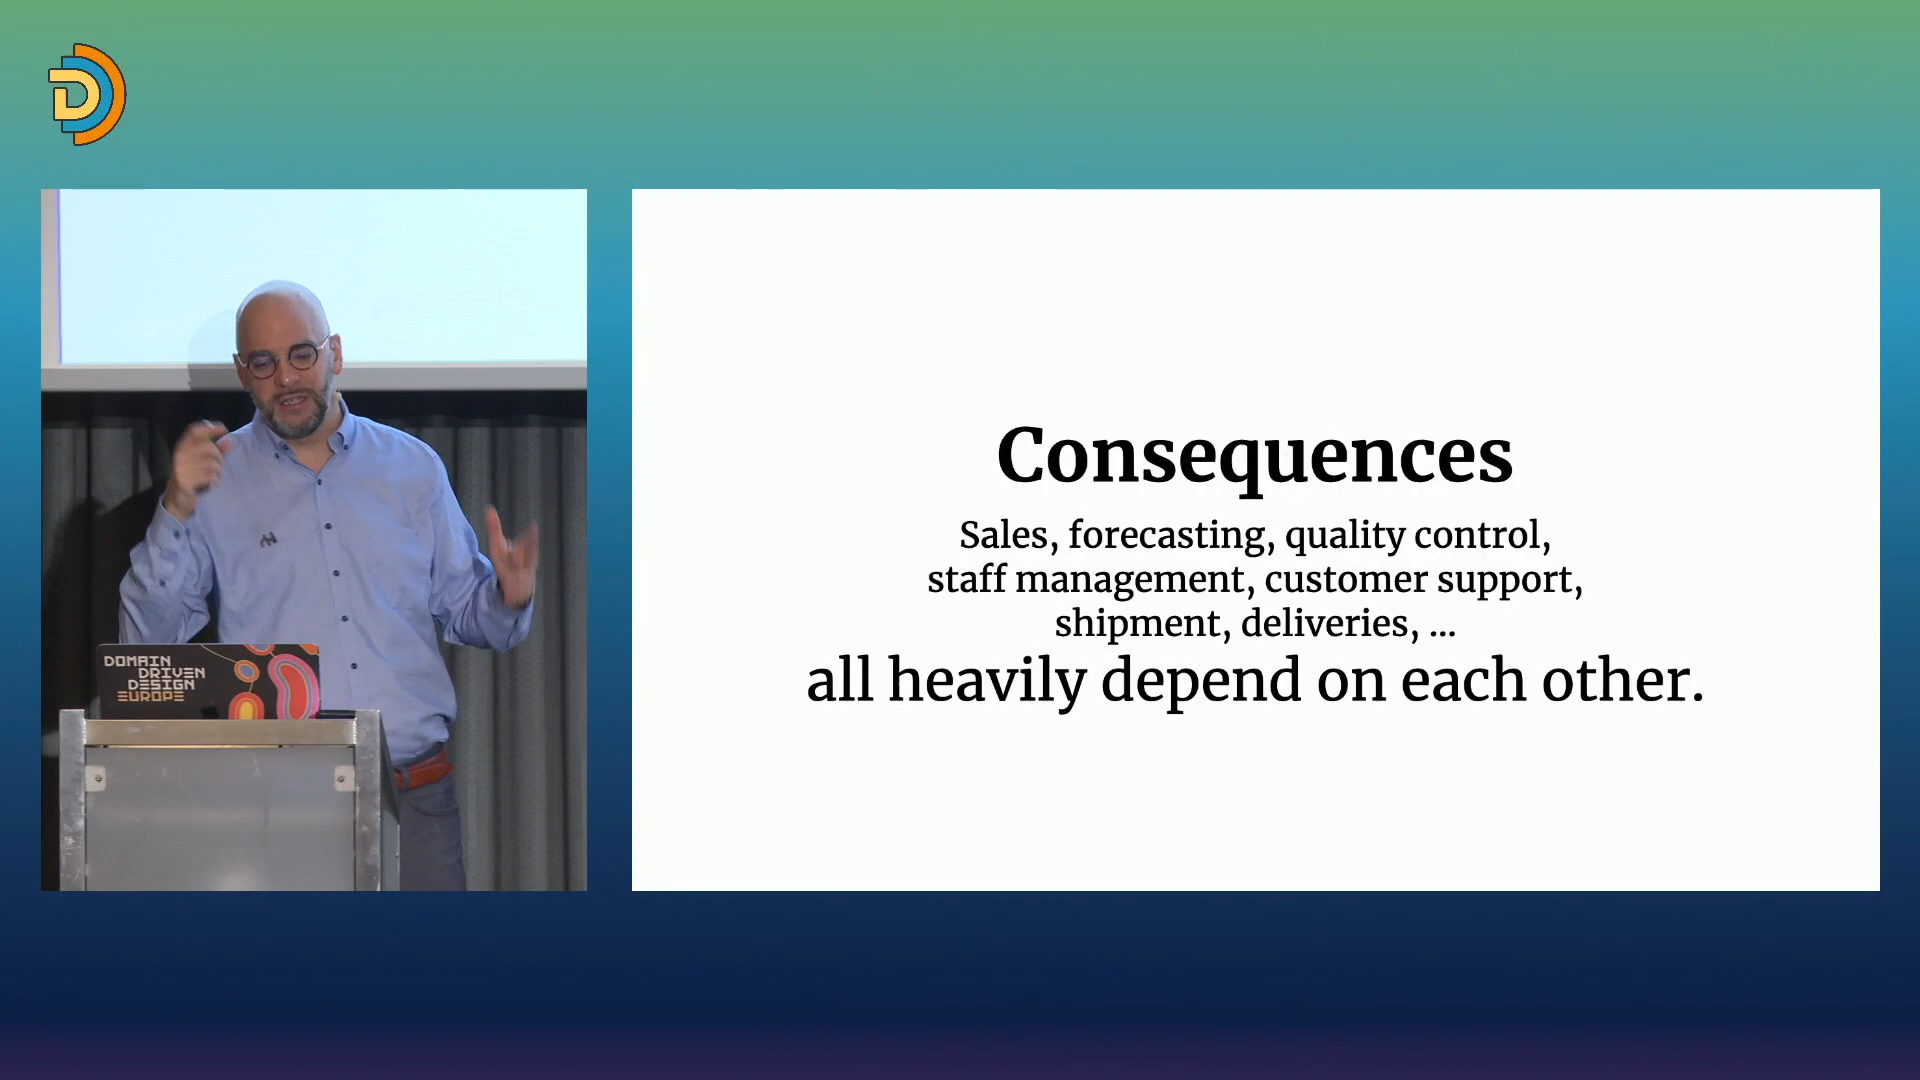 Consequences
Sales, forecasting, quality control,
staff management, customer support,
shipment, deliveries, ...
all heavily depend on each other.
DOMAIN
DRIVEN
DESIGN
EUROPE